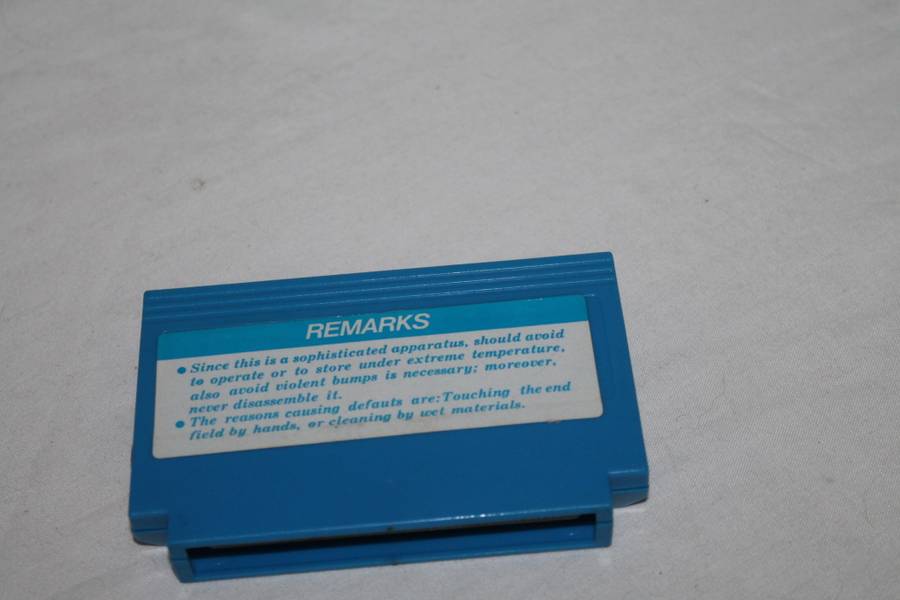 REMARKS
● Since this is a sophisticated apparatus, should avoid
to operate or to store under extreme temperature,
also avoid violent bumps is necessary; moreover,
never disassemble it.
● The reasons causing defauts are:Touching the end
field by hands, or cleaning by wet materials.